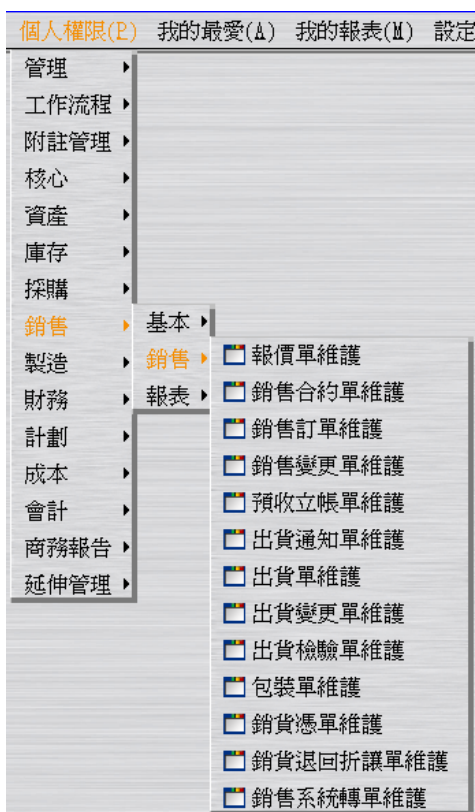 個人權限(P) 我的最愛(A) 我的報表(M) 設定
管理
工作流程
附註管理
核心
資產
庫存
採購
銷售
製造
財務
計劃
成本
會計
商務報告
延伸管理
基本
銷售
報表
報價單維護
銷售合約單維護
銷售訂單維護
銷售變更單維護
預收立帳單維護
出貨通知單維護
出貨單維護
出貨變更單維護
出貨檢驗單維護
包裝單維護
銷貨憑單維護
銷貨退回折讓單維護
銷售系統轉單維護